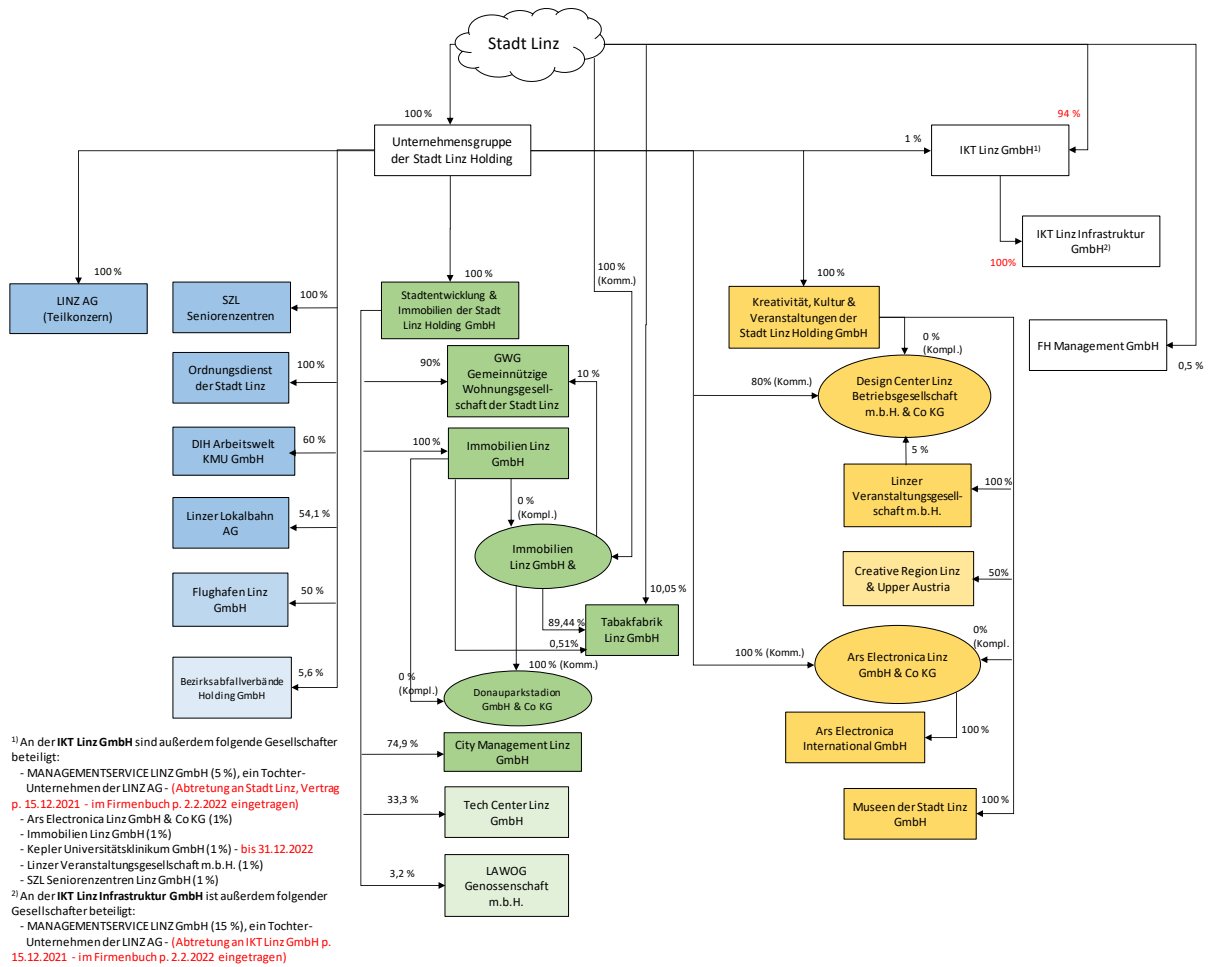 Stadt Linz
100 %
94 %
Unternehmensgruppe
der Stadt Linz Holding
1 %
IKT Linz GmbH1)
IKT Linz Infrastruktur
GmbH2)
100%
100 %
(Komm.)
100 %
100 %
100 %
LINZ AG
(Teilkonzern)
SZL
Seniorenzentren
100 %
Stadtentwicklung &
Immobilien der Stadt
Linz Holding GmbH
Kreativität, Kultur &
Veranstaltungen der
Stadt Linz Holding GmbH
0 %
(Kompl.)
FH Management GmbH
0,5 %
Ordnungsdienst
der Stadt Linz
100 %
90%
GWG
Gemeinnützige
Wohnungsgesell-
schaft der Stadt Linz
10 %
80% (Komm.)
Design Center Linz
Betriebsgesellschaft
m.b.H. & Co KG
DIH Arbeitswelt
KMU GmbH
60 %
100 %
Immobilien Linz
GmbH
5 %
Linzer
Veranstaltungsgesell-
schaft m.b.H.
100 %
Linzer Lokalbahn
AG
54,1 %
0 %
(Kompl.)
Immobilien
Linz GmbH &
Creative Region Linz
& Upper Austria
50%
Flughafen Linz
GmbH
50 %
10,05 %
89,44 %
0,51%
Tabakfabrik
Linz GmbH
100 % (Komm.)
Ars Electronica Linz
GmbH & Co KG
0%
(Kompl.
Bezirksabfallverbände
Holding GmbH
5,6 %
0 %
(Kompl.)
100 % (Komm.)
Donauparkstadion
GmbH & Co KG
Ars Electronica
International GmbH
100 %
74,9 %
City Management Linz
GmbH
33,3 %
Tech Center Linz
GmbH
Museen der Stadt Linz
GmbH
100 %
3,2 %
LAWOG
Genossenschaft
m.b.H.
1) An der IKT Linz GmbH sind außerdem folgende Gesellschafter
beteiligt:
- MANAGEMENTSERVICE LINZ GmbH (5 %), ein Tochter-
Unternehmen der LINZ AG - (Abtretung an Stadt Linz, Vertrag
p. 15.12.2021 - im Firmenbuch p. 2.2.2022 eingetragen)
- Ars Electronica Linz GmbH & Co KG (1%)
- Immobilien Linz GmbH (1 %)
- Kepler Universitätsklinikum GmbH (1 %) - bis 31.12.2022
- Linzer Veranstaltungsgesellschaft m.b.H. (1 %)
- SZL Seniorenzentren Linz GmbH (1 %)
2) An der IKT Linz Infrastruktur GmbH ist außerdem folgender
Gesellschafter beteiligt:
- MANAGEMENTSERVICE LINZ GmbH (15 %), ein Tochter-
Unternehmen der LINZ AG - (Abtretung an IKT Linz GmbH p.
15.12.2021 - im Firmenbuch p. 2.2.2022 eingetragen)